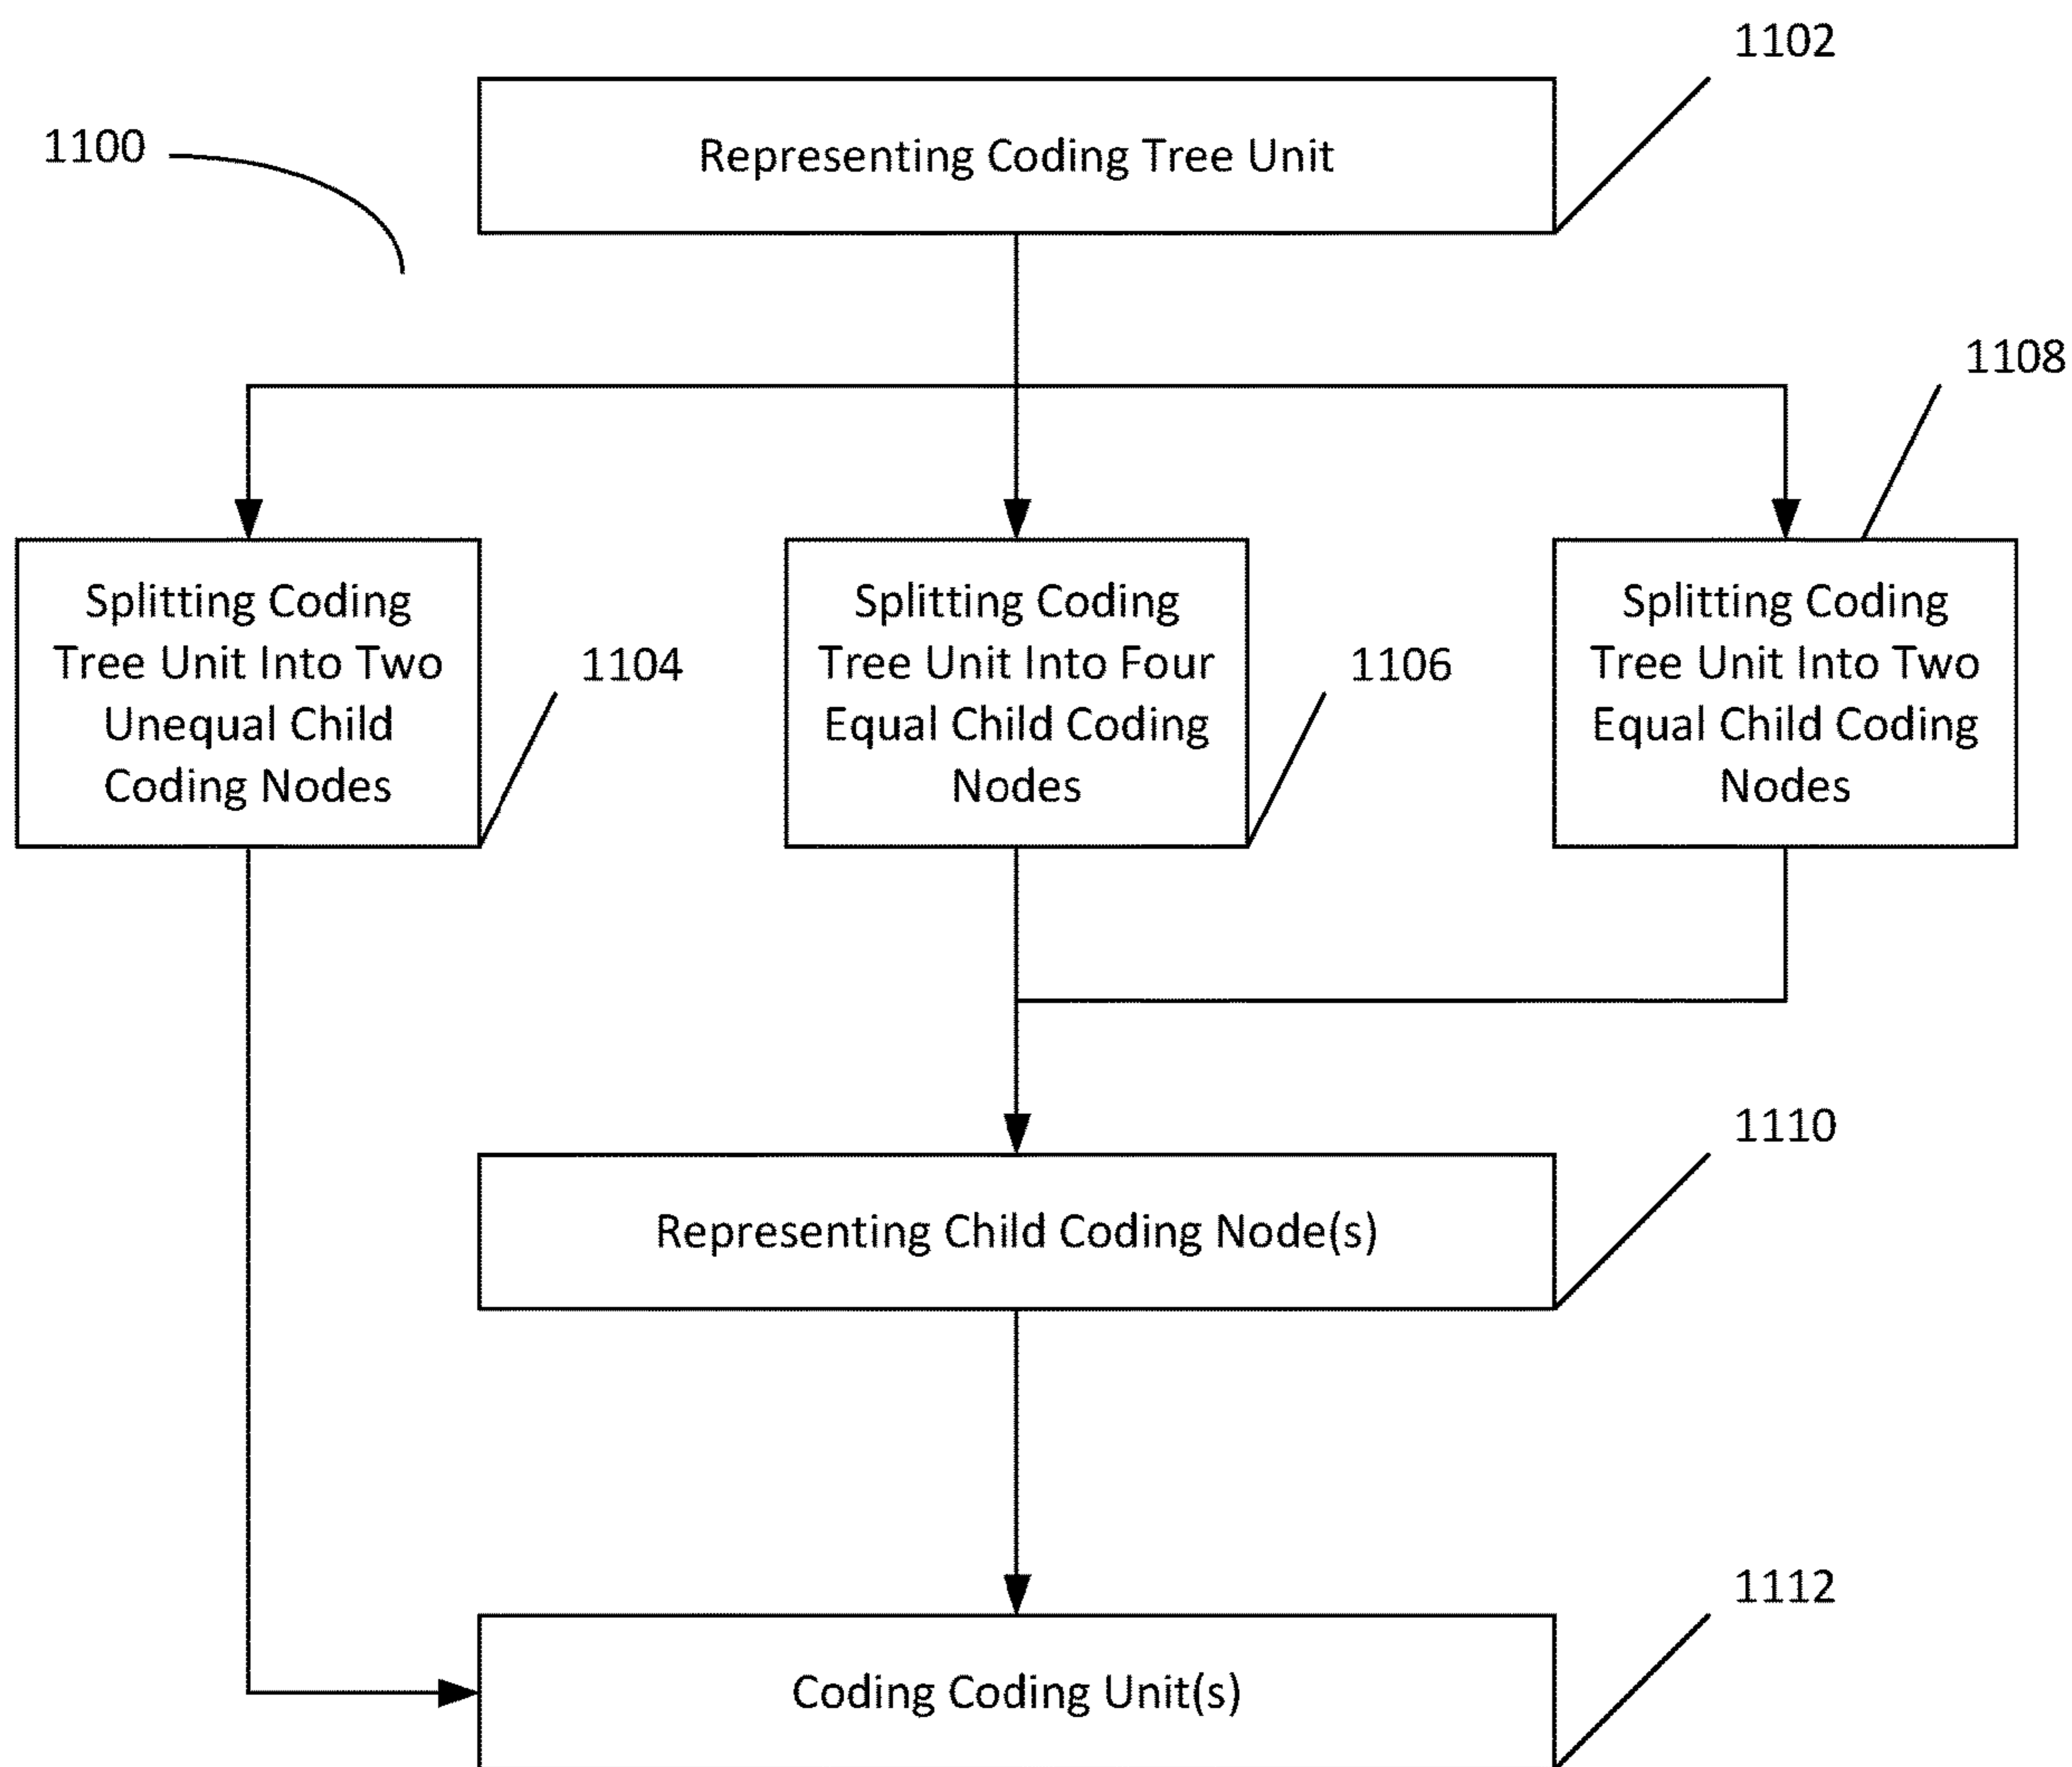 1102
1100
Representing Coding Tree Unit
1108
Splitting Coding
Tree Unit Into Two
Unequal Child
Coding Nodes
1104
Splitting Coding
Tree Unit Into Four
Equal Child Coding
Nodes
1106
Splitting Coding
Tree Unit Into Two
Equal Child Coding
Nodes
1110
Representing Child Coding Node(s)
1112
Coding Coding Unit(s)